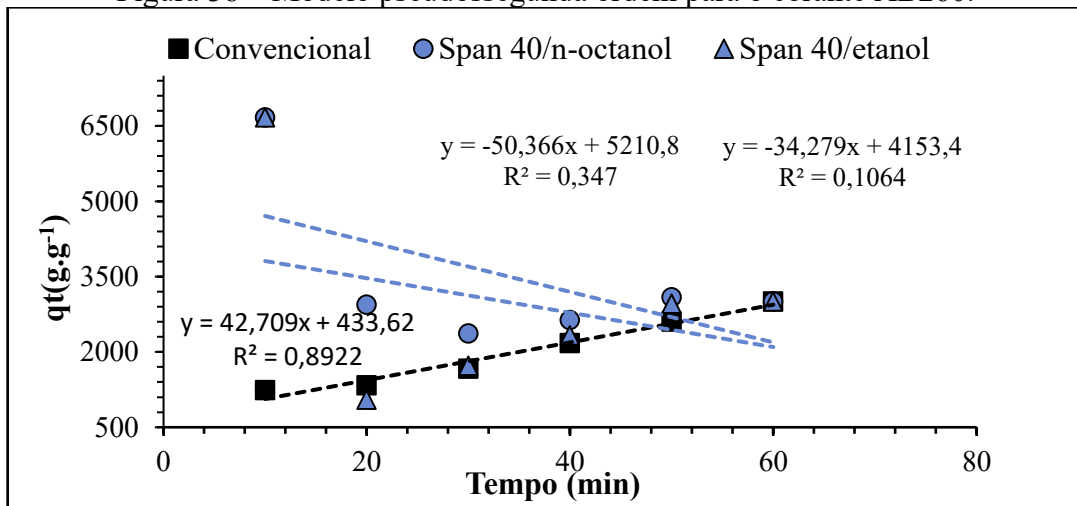 Convencional Span 40/n-octanol Span 40/etanol
6500
5000
3500
2000
500
qt(g.g⁻¹)
y = -50,366x + 5210,8
R² = 0,347
y = -34,279x + 4153,4
R² = 0,1064
y = 42,709x + 433,62
R² = 0,8922
0 20 40 60 80
Tempo (min)